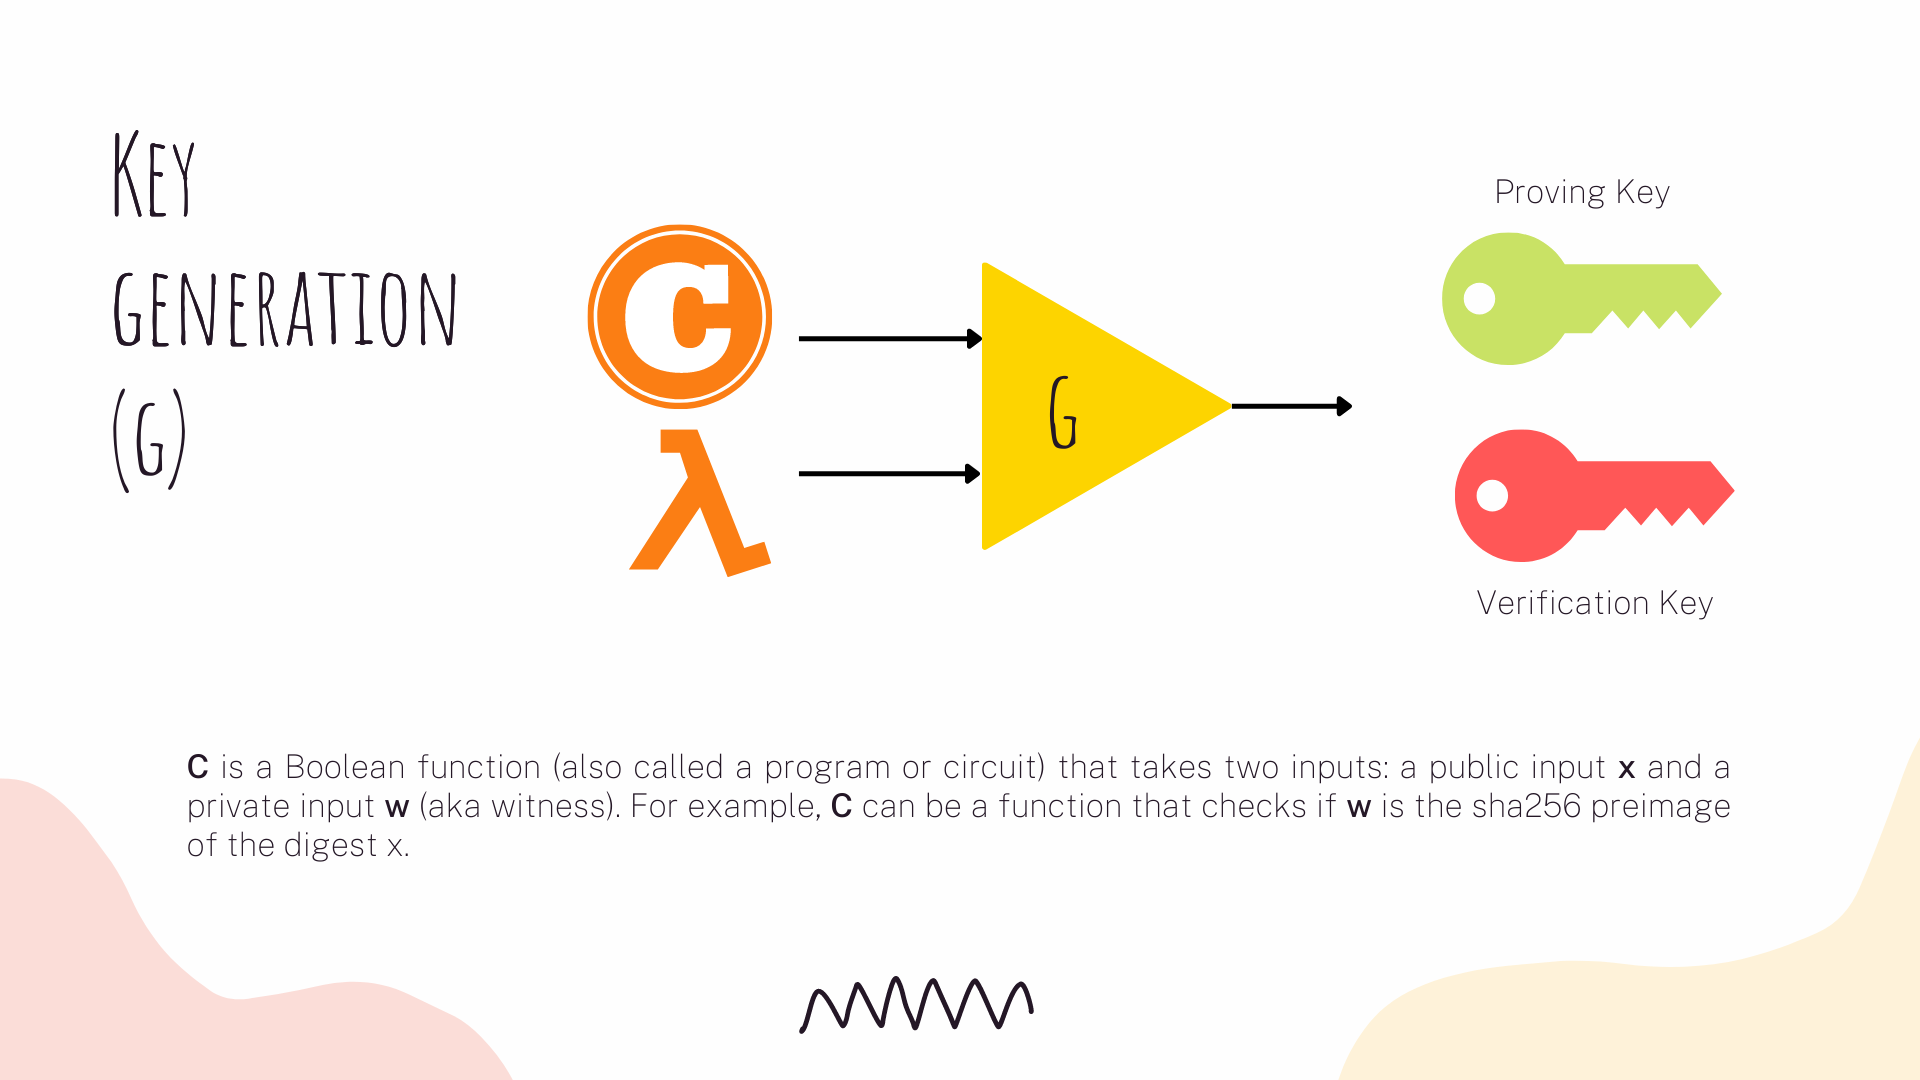 Key
generation
(G)
C
λ
G
Proving Key
Verification Key
C is a Boolean function (also called a program or circuit) that takes two inputs: a public input x and a
private input w (aka witness). For example, C can be a function that checks if w is the sha256 preimage
of the digest x.